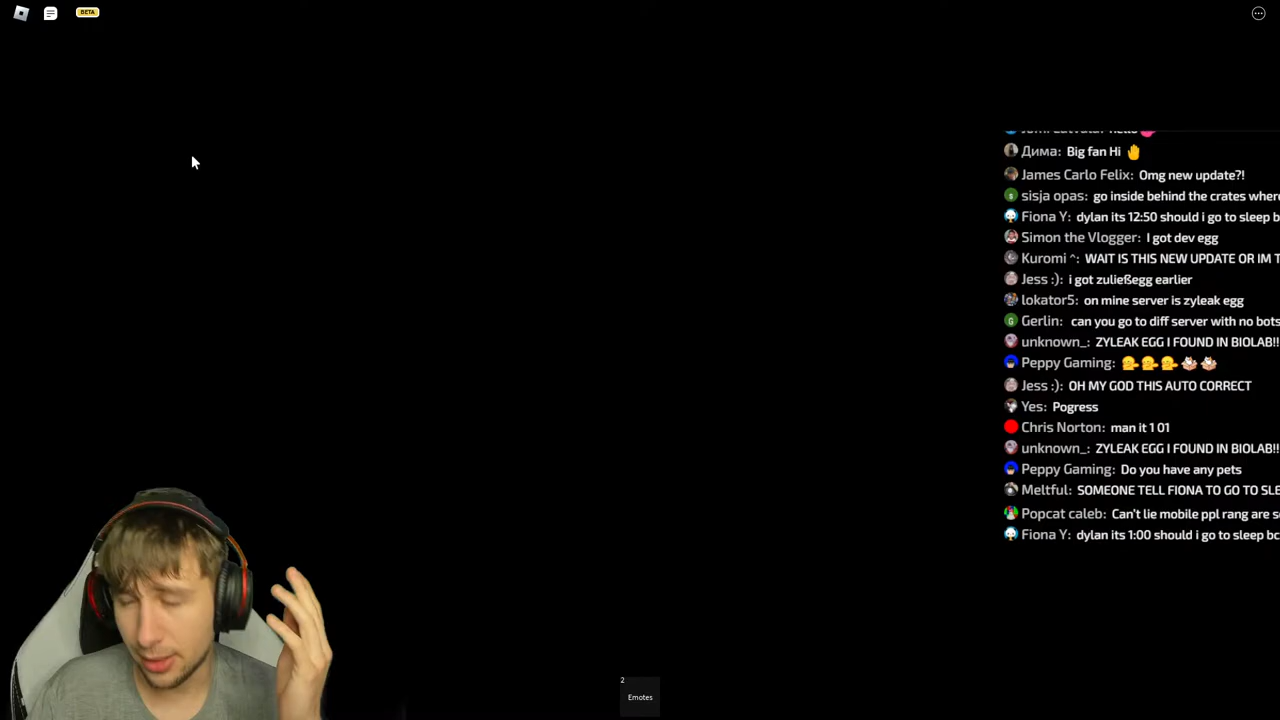 BETA
Дима: Big fan Hi
James Carlo Felix: Omg new update?!
sisja opas: go inside behind the crates where
Fiona Y: dylan its 12:50 should i go to sleep b
Simon the Vlogger: I got dev egg
Kuromi ^: WAIT IS THIS NEW UPDATE OR IM T
Jess :): i got zuließegg earlier
lokator5: on mine server is zyleak egg
G Gerlin: can you go to diff server with no bots
unknown_: ZYLEAK EGG I FOUND IN BIOLAB!!
Peppy Gaming:
Jess :): OH MY GOD THIS AUTO CORRECT
Yes: Pogress
Chris Norton: man it 1 01
unknown_: ZYLEAK EGG I FOUND IN BIOLAB!!
Peppy Gaming: Do you have any pets
Meltful: SOMEONE TELL FIONA TO GO TO SLE
Popcat caleb: Can't lie mobile ppl rang are s
Fiona Y: dylan its 1:00 should i go to sleep bc
2
Emotes